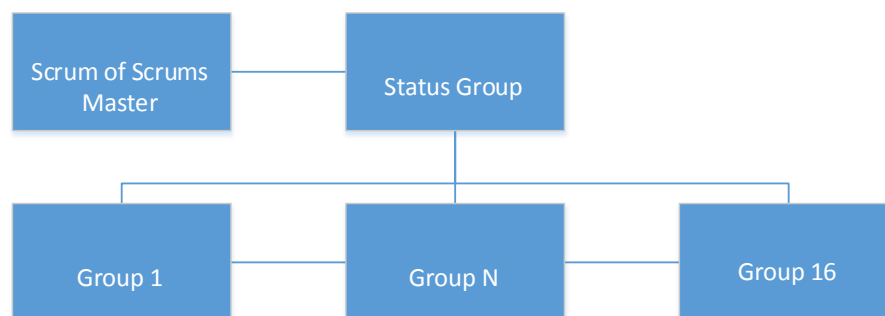 Scrum of Scrums
Master
Status Group
Group 1
Group N
Group 16